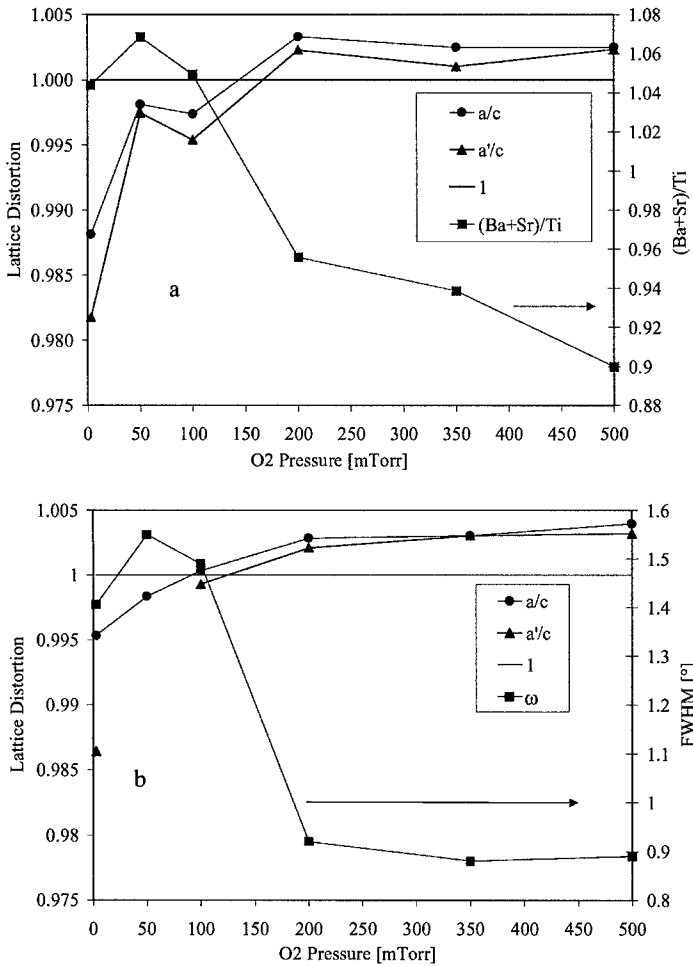 1.005
1.000
0.995
0.990
0.985
0.980
0.975
Lattice Distortion
1.08
1.06
1.04
1.02
1
0.98
0.96
0.94
0.92
0.9
0.88
(Ba+Sr)/Ti
a/c
a'/c
1
(Ba+Sr)/Ti
a
0 50 100 150 200 250 300 350 400 450 500
O2 Pressure [mTorr]
1.005
1
0.995
0.99
0.985
0.98
0.975
Lattice Distortion
1.6
1.5
1.4
1.3
1.2
1.1
1
0.9
0.8
FWHM [°]
a/c
a'/c
1
ω
b
0 50 100 150 200 250 300 350 400 450 500
O2 Pressure [mTorr]